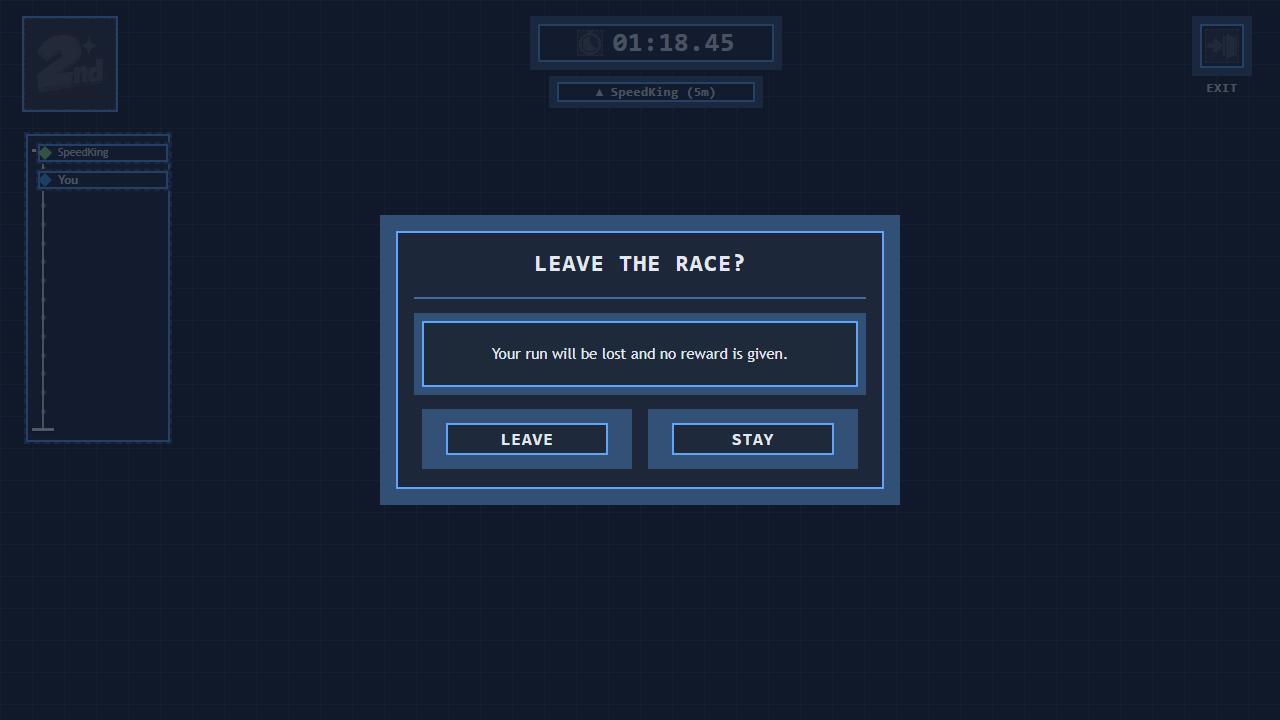 2nd
01:18.45
▲ SpeedKing (5m)
EXIT
SpeedKing
You
LEAVE THE RACE?
Your run will be lost and no reward is given.
LEAVE
STAY